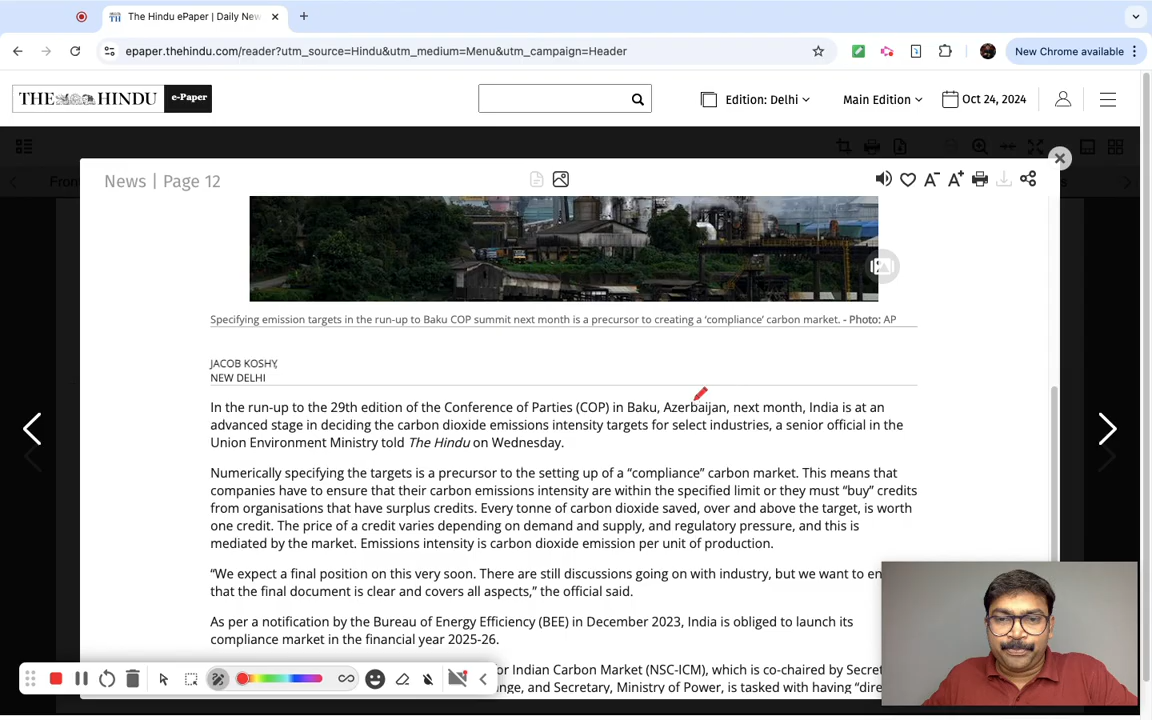 The Hindu ePaper | Daily New
epaper.thehindu.com/reader?utm_source=Hindu&utm_medium=Menu&utm_campaign=Header
New Chrome available
THE HINDU
e-Paper
Edition: Delhi
Main Edition
Oct 24, 2024
News | Page 12
A- A+
Specifying emission targets in the run-up to Baku COP summit next month is a precursor to creating a ‘compliance’ carbon market. - Photo: AP
JACOB KOSHY,
NEW DELHI
In the run-up to the 29th edition of the Conference of Parties (COP) in Baku, Azerbaijan, next month, India is at an
advanced stage in deciding the carbon dioxide emissions intensity targets for select industries, a senior official in the
Union Environment Ministry told The Hindu on Wednesday.
Numerically specifying the targets is a precursor to the setting up of a “compliance” carbon market. This means that
companies have to ensure that their carbon emissions intensity are within the specified limit or they must “buy” credits
from organisations that have surplus credits. Every tonne of carbon dioxide saved, over and above the target, is worth
one credit. The price of a credit varies depending on demand and supply, and regulatory pressure, and this is
mediated by the market. Emissions intensity is carbon dioxide emission per unit of production.
“We expect a final position on this very soon. There are still discussions going on with industry, but we want to en
that the final document is clear and covers all aspects,” the official said.
As per a notification by the Bureau of Energy Efficiency (BEE) in December 2023, India is obliged to launch its
compliance market in the financial year 2025-26.
or Indian Carbon Market (NSC-ICM), which is co-chaired by Secret
nge, and Secretary, Ministry of Power, is tasked with having “dire